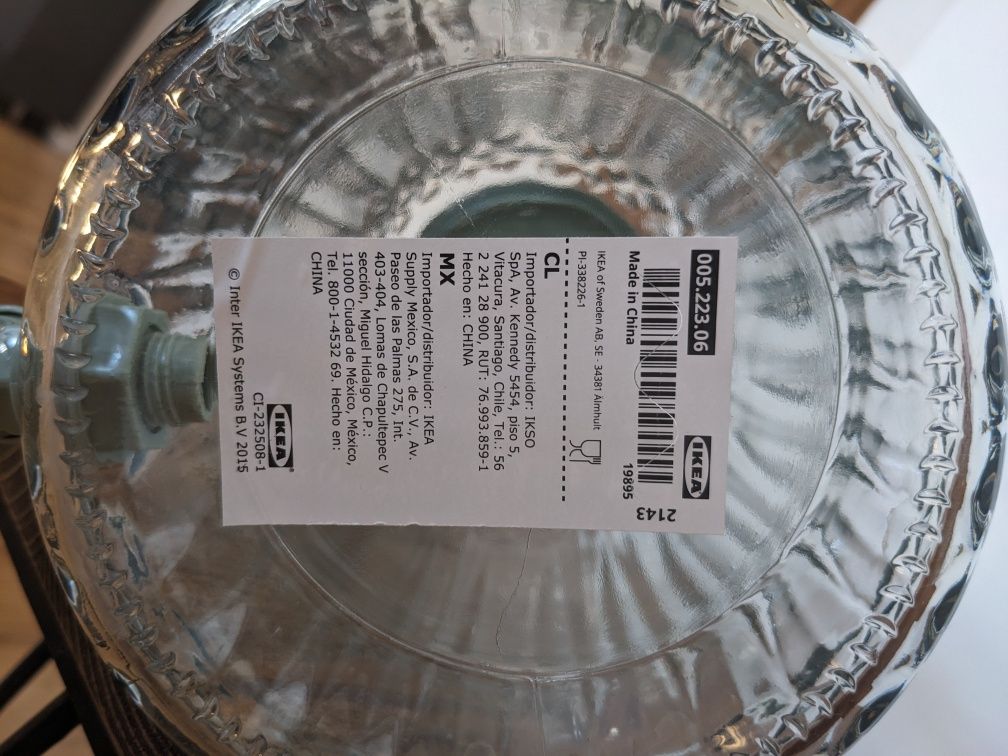 005.223.06
IKEA
2143
19895
Made in China
IKEA of Sweden AB, SE - 34381 Älmhult
PI-338226-1
CL
Importador/distribuidor: IKSO
SpA, Av. Kennedy 5454, piso 5,
Vitacura, Santiago, Chile, Tel.: 56
2 241 28 900, RUT: 76.993.859-1
Hecho en: CHINA
MX
Importador/distribuidor: IKEA
Supply Mexico, S.A. de C.V., Av.
Paseo de las Palmas 275, Int.
403-404, Lomas de Chapultepec V
sección, Miguel Hidalgo C.P.:
11000 Ciudad de México, México,
Tel. 800-1-4532 69. Hecho en:
CHINA
IKEA
CI-232508-1
© Inter IKEA Systems B.V 2015